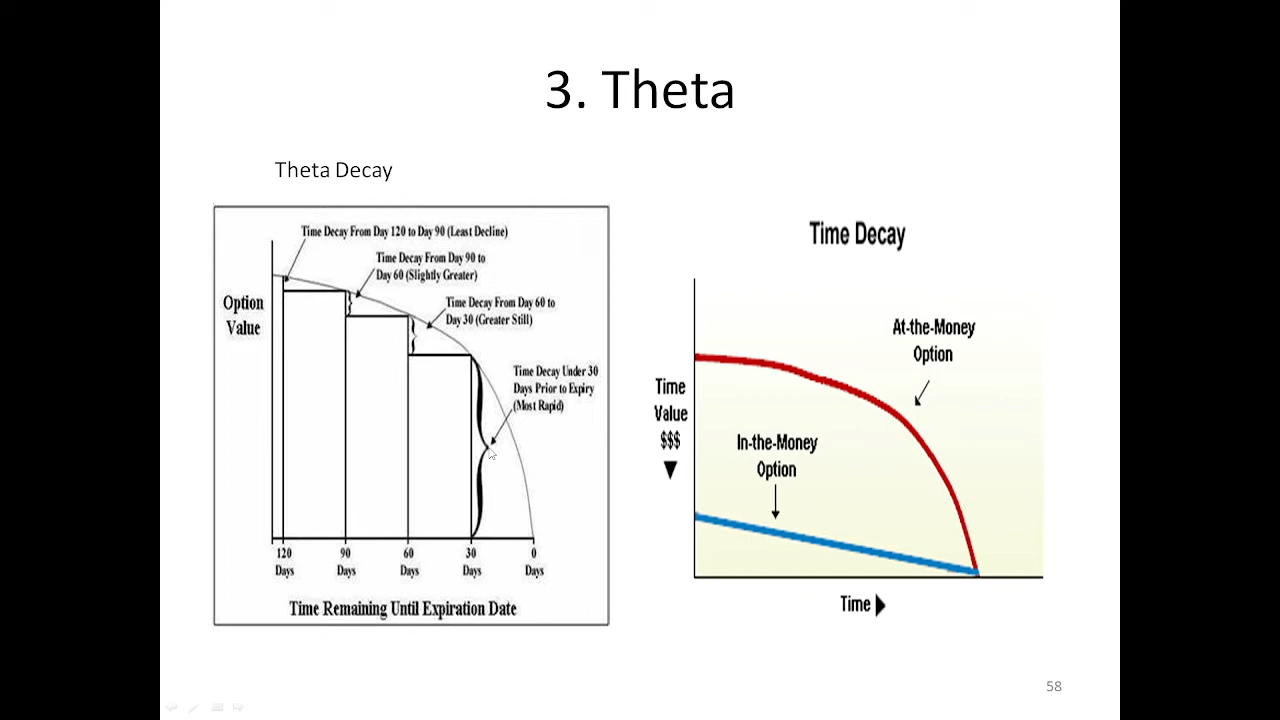 3. Theta
Theta Decay
Time Decay From Day 120 to Day 90 (Least Decline)
Time Decay From Day 90 to
Day 60 (Slightly Greater)
Time Decay From Day 60 to
Day 30 (Greater Still)
Time Decay Under 30
Days Prior to Expiry
(Most Rapid)
Option
Value
120
Days
90
Days
60
Days
30
Days
0
Days
Time Remaining Until Expiration Date
Time Decay
At-the-Money
Option
Time
Value
$$$
In-the-Money
Option
Time
58